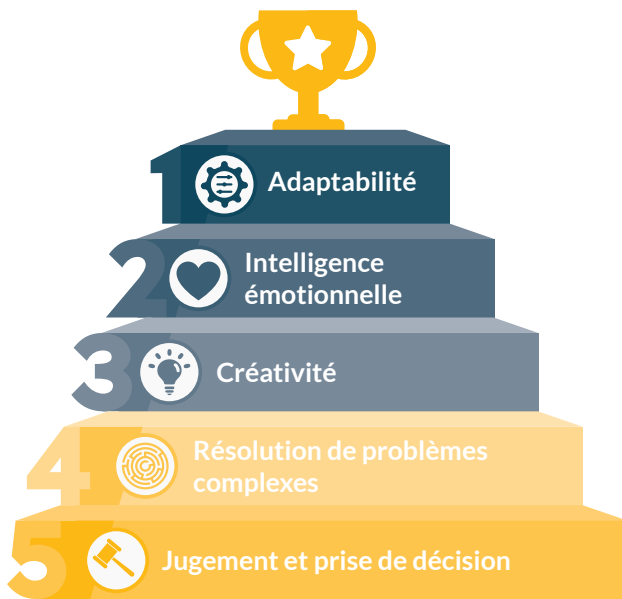 1
Adaptabilité
2
Intelligence
émotionnelle
3
Créativité
4
Résolution de problèmes
complexes
5
Jugement et prise de décision